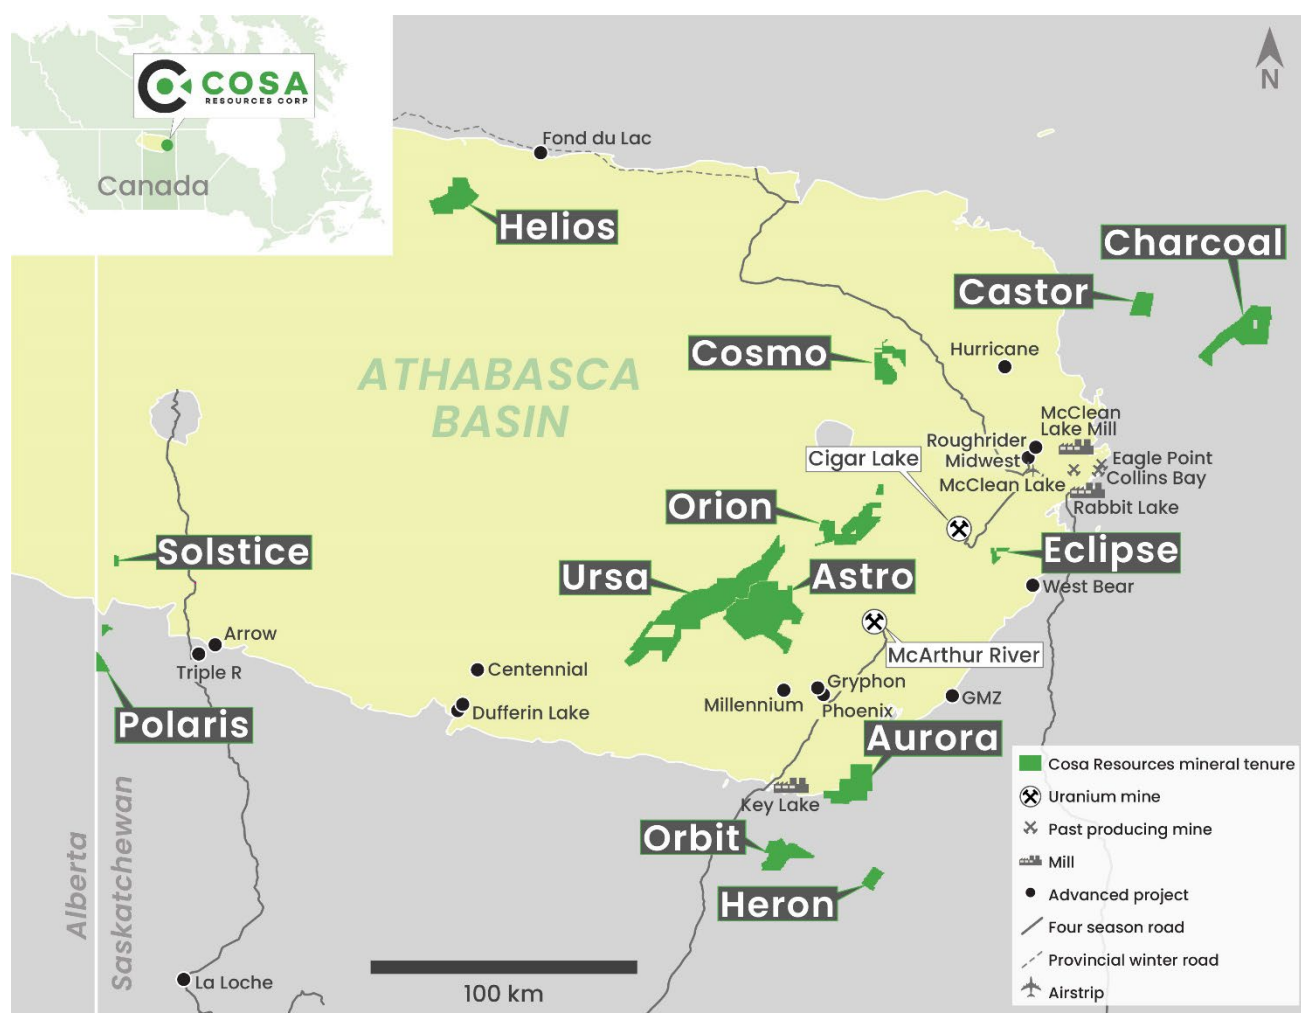 COSA
RESOURCES CORP
Canada
N
Fond du Lac
Helios
Charcoal
Castor
Cosmo
Hurricane
ATHABASCA
BASIN
McClean
Lake Mill
Roughrider
Midwest
Cigar Lake
McClean Lake
Eagle Point
Collins Bay
Rabbit Lake
Orion
Solstice
Eclipse
Ursa
Astro
West Bear
Arrow
Triple R
McArthur River
Centennial
Gryphon
Millennium
Phoenix
GMZ
Dufferin Lake
Polaris
Aurora
Key Lake
Orbit
Heron
Alberta
Saskatchewan
La Loche
100 km
Cosa Resources mineral tenure
Uranium mine
Past producing mine
Mill
Advanced project
Four season road
Provincial winter road
Airstrip